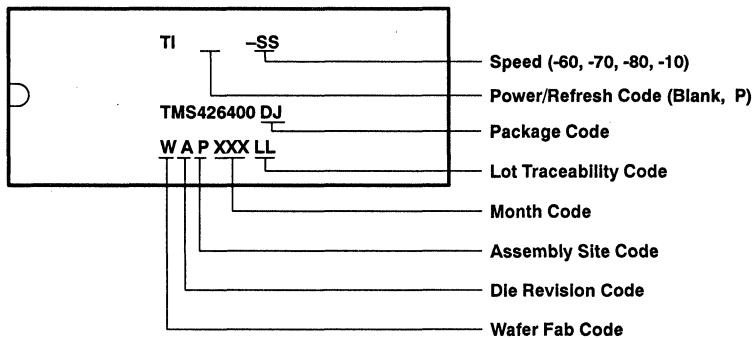 TI –SS
Speed (-60, -70, -80, -10)
Power/Refresh Code (Blank, P)
TMS426400 DJ
Package Code
W A P XXX LL
Lot Traceability Code
Month Code
Assembly Site Code
Die Revision Code
Wafer Fab Code